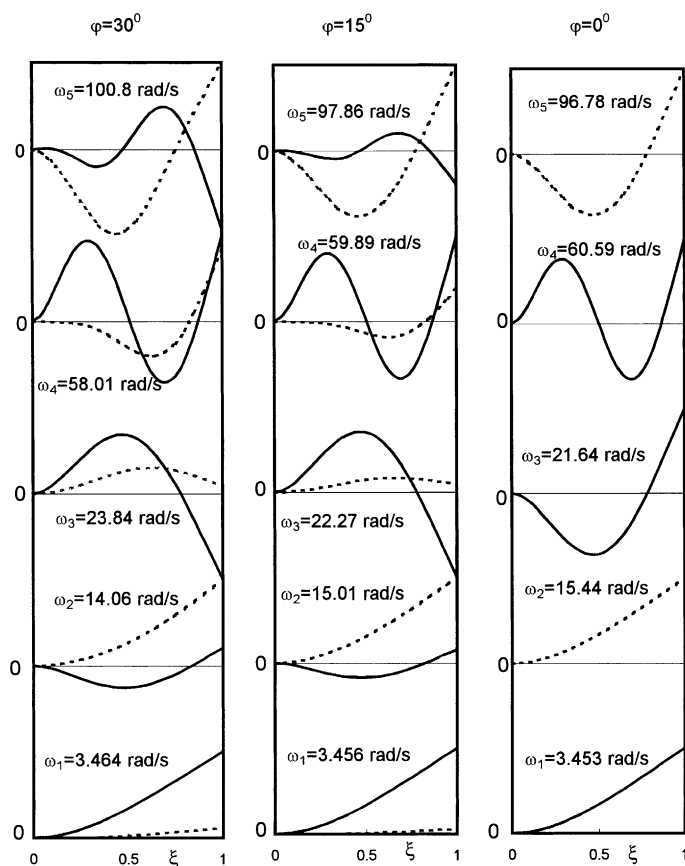 φ=30⁰
φ=15⁰
φ=0⁰
ω₅=100.8 rad/s
0
ω₄=58.01 rad/s
0
ω₃=23.84 rad/s
0
ω₂=14.06 rad/s
0
ω₁=3.464 rad/s
0
0 0.5 ξ 1
ω₅=97.86 rad/s
0
ω₄=59.89 rad/s
0
ω₃=22.27 rad/s
0
ω₂=15.01 rad/s
0
ω₁=3.456 rad/s
0
0 0.5 ξ 1
ω₅=96.78 rad/s
0
ω₄=60.59 rad/s
0
ω₃=21.64 rad/s
0
ω₂=15.44 rad/s
0
ω₁=3.453 rad/s
0
0 0.5 ξ 1